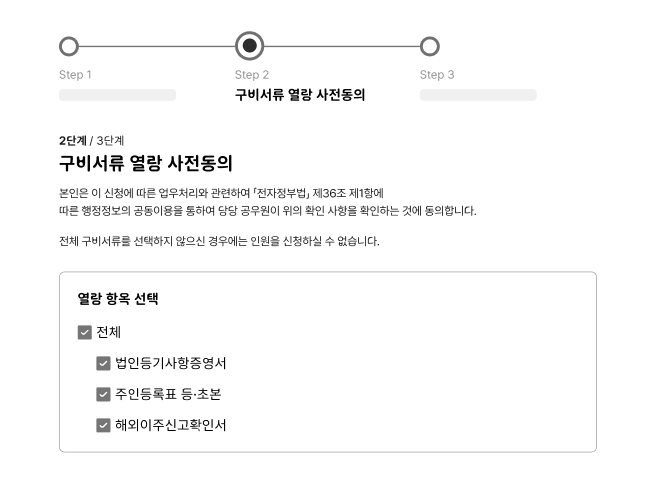 Step 1
Step 2
Step 3
구비서류 열람 사전동의
2단계 / 3단계
구비서류 열람 사전동의
본인은 이 신청에 따른 업무처리와 관련하여 「전자정부법」 제36조 제1항에
따른 행정정보의 공동이용을 통하여 당당 공무원이 위의 확인 사항을 확인하는 것에 동의합니다.
전체 구비서류를 선택하지 않으신 경우에는 인원을 신청하실 수 없습니다.
열람 항목 선택
전체
법인등기사항증명서
주인등록표 등·초본
해외이주신고확인서